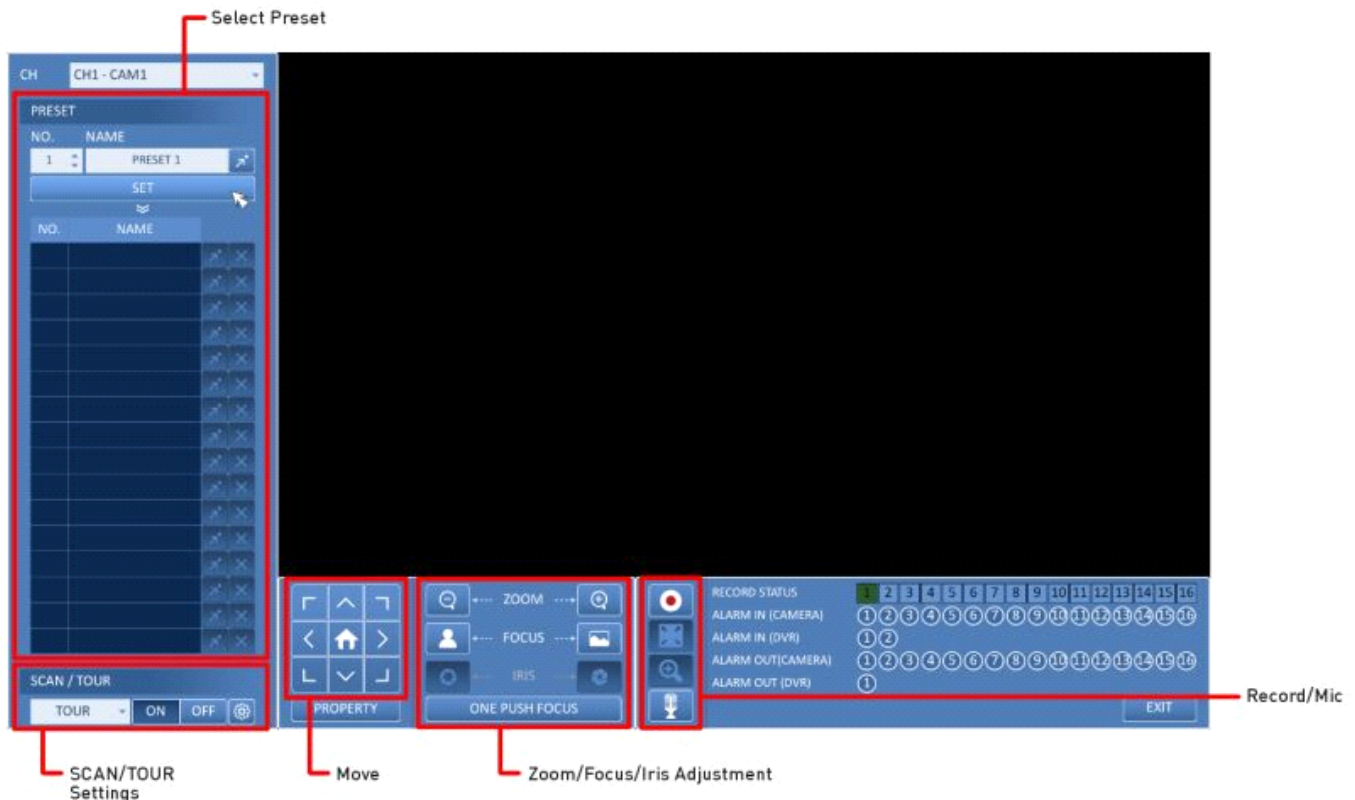 Select Preset
CH CH1 - CAM1
PRESET
NO. NAME
1 PRESET 1
SET
NO. NAME
SCAN / TOUR
TOUR ON OFF
PROPERTY
ZOOM
FOCUS
IRIS
ONE PUSH FOCUS
RECORD STATUS 1 2 3 4 5 6 7 8 9 10 11 12 13 14 15 16
ALARM IN (CAMERA) 1 2 3 4 5 6 7 8 9 10 11 12 13 14 15 16
ALARM IN (DVR) 1 2
ALARM OUT(CAMERA) 1 2 3 4 5 6 7 8 9 10 11 12 13 14 15 16
ALARM OUT (DVR) 1
EXIT
Record/Mic
SCAN/TOUR
Settings
Move
Zoom/Focus/Iris Adjustment